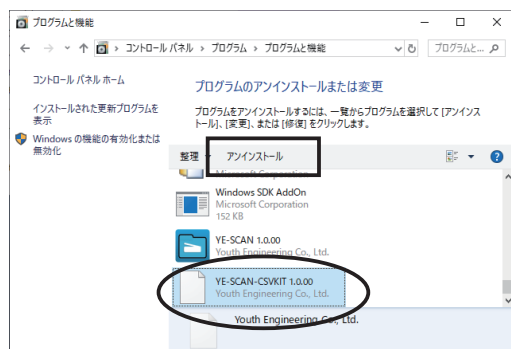 プログラムと機能
コントロール パネル › プログラム › プログラムと機能
プログラムと...
コントロール パネル ホーム
インストールされた更新プログラムを
表示
Windows の機能の有効化または
無効化
プログラムのアンインストールまたは変更
プログラムをアンインストールするには、一覧からプログラムを選択して [アンインス
トール]、[変更]、または [修復] をクリックします。
整理
アンインストール
Microsoft Corporation
Windows SDK AddOn
Microsoft Corporation
152 KB
YE-SCAN 1.0.00
Youth Engineering Co., Ltd.
YE-SCAN-CSVKIT 1.0.00
Youth Engineering Co., Ltd.
Youth Engineering Co., Ltd.